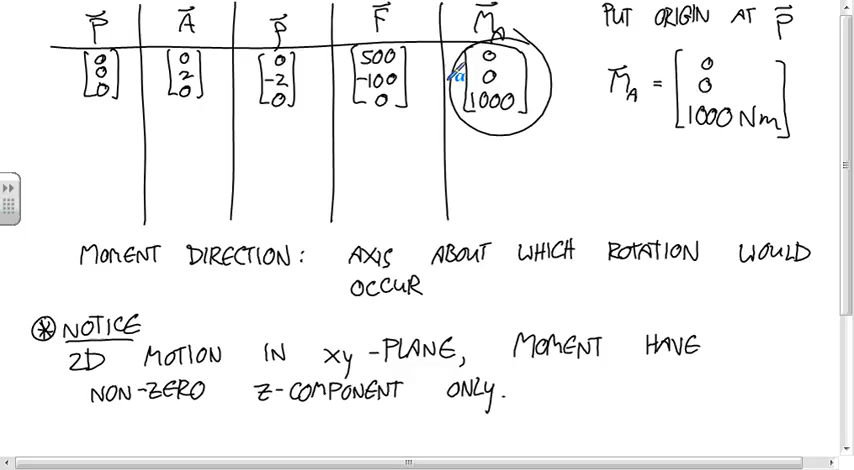 P A ρ F M_A PUT ORIGIN AT P
[0 0 0] [0 2 0] [0 -2 0] [500 -100 0] [0 0 1000] M_A = [0 0 1000 Nm]
MOMENT DIRECTION: AXIS ABOUT WHICH ROTATION WOULD
OCCUR
* NOTICE
2D MOTION IN xy-PLANE, MOMENT HAVE
NON-ZERO Z-COMPONENT ONLY.